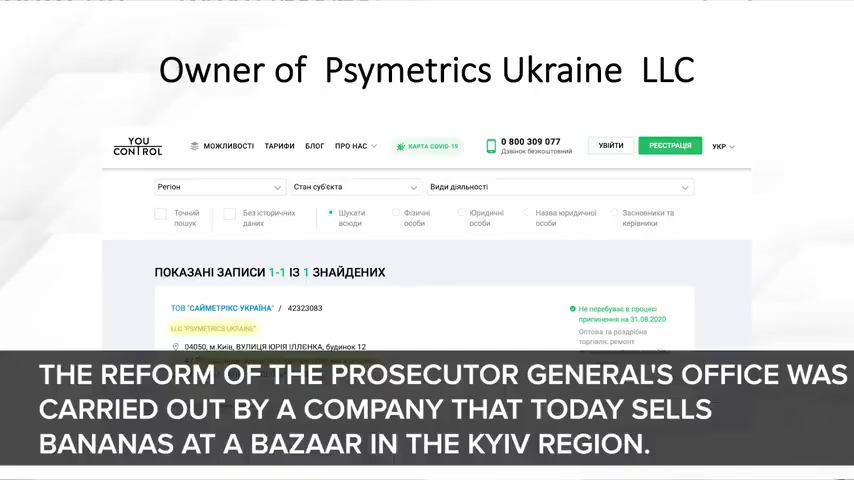 Owner of Psymetrics Ukraine LLC
YOU CONTROL
МОЖЛИВОСТІ ТАРИФИ БЛОГ ПРО НАС КАРТА COVID-19 0 800 309 077 УВІЙТИ РЕЄСТРАЦІЯ УКР
Дзвінок безкоштовний
Регіон Стан суб'єкта Види діяльності
Точний пошук Без історичних даних Шукати всюди Фізичні особи Юридичні особи Назва юридичної особи Засновники та керівники
ПОКАЗАНІ ЗАПИСИ 1-1 ІЗ 1 ЗНАЙДЕНИХ
ТОВ "САЙМЕТРІКС-УКРАЇНА" / 42323083
LLC "PSYMETRICS-UKRAINE"
Не перебуває в процесі
припинення на 31.08.2020
Оптова та роздрібна
торгівля; ремонт
04050, м.Київ, ВУЛИЦЯ ЮРІЯ ІЛЛЄНКА, будинок 12
THE REFORM OF THE PROSECUTOR GENERAL'S OFFICE WAS
CARRIED OUT BY A COMPANY THAT TODAY SELLS
BANANAS AT A BAZAAR IN THE KYIV REGION.